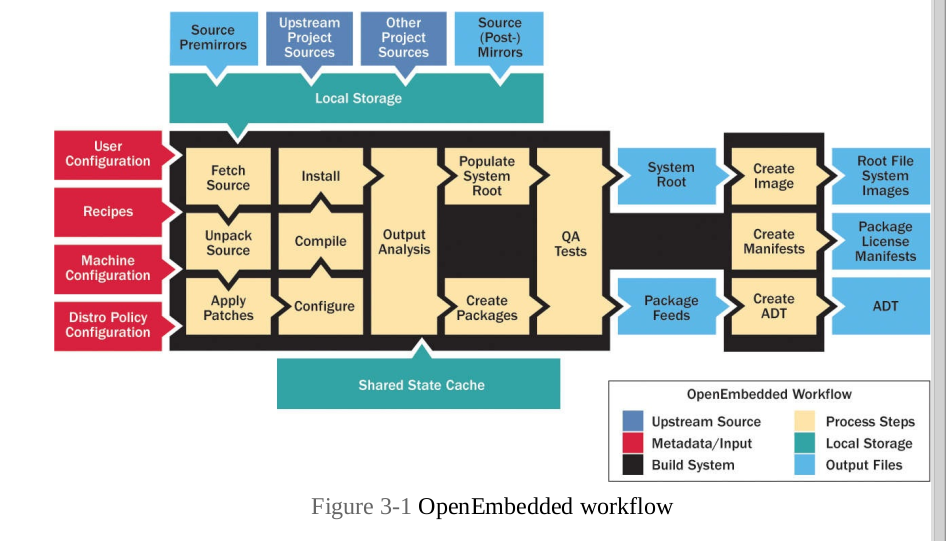 Source
Premirrors
Upstream
Project
Sources
Other
Project
Sources
Source
(Post-)
Mirrors
Local Storage
User
Configuration
Recipes
Machine
Configuration
Distro Policy
Configuration
Fetch
Source
Unpack
Source
Apply
Patches
Install
Compile
Configure
Output
Analysis
Populate
System
Root
Create
Packages
QA
Tests
System
Root
Package
Feeds
Create
Image
Create
Manifests
Create
ADT
Root File
System
Images
Package
License
Manifests
ADT
Shared State Cache
OpenEmbedded Workflow
Upstream Source
Metadata/Input
Build System
Process Steps
Local Storage
Output Files
Figure 3-1 OpenEmbedded workflow